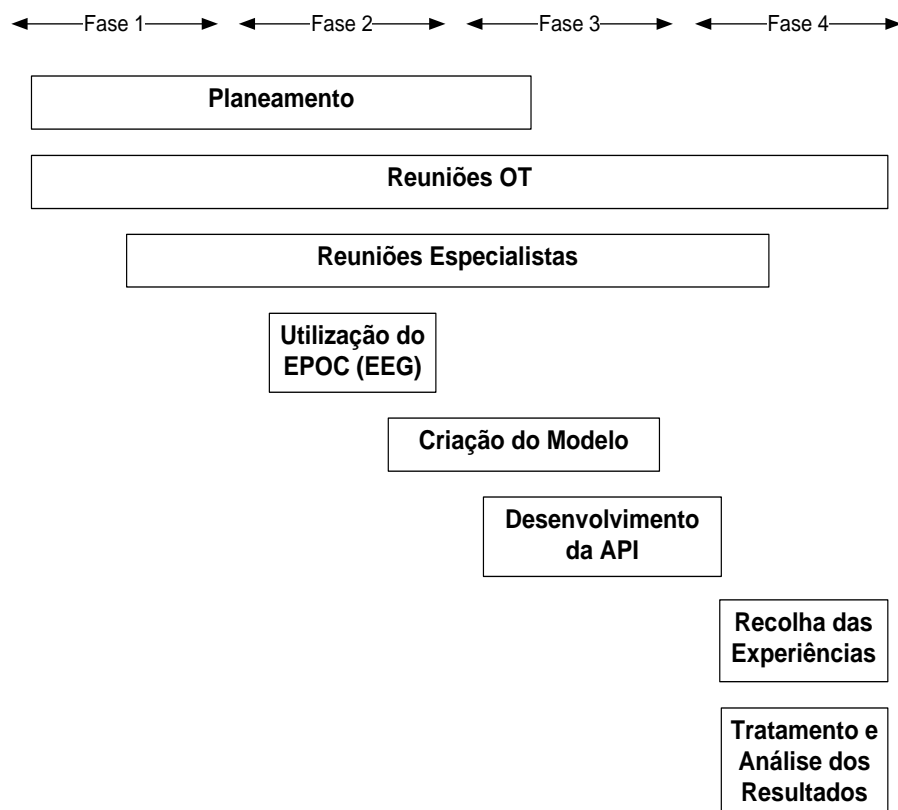 Fase 1 Fase 2 Fase 3 Fase 4
Planeamento
Reuniões OT
Reuniões Especialistas
Utilização do
EPOC (EEG)
Criação do Modelo
Desenvolvimento
da API
Recolha das
Experiências
Tratamento e
Análise dos
Resultados